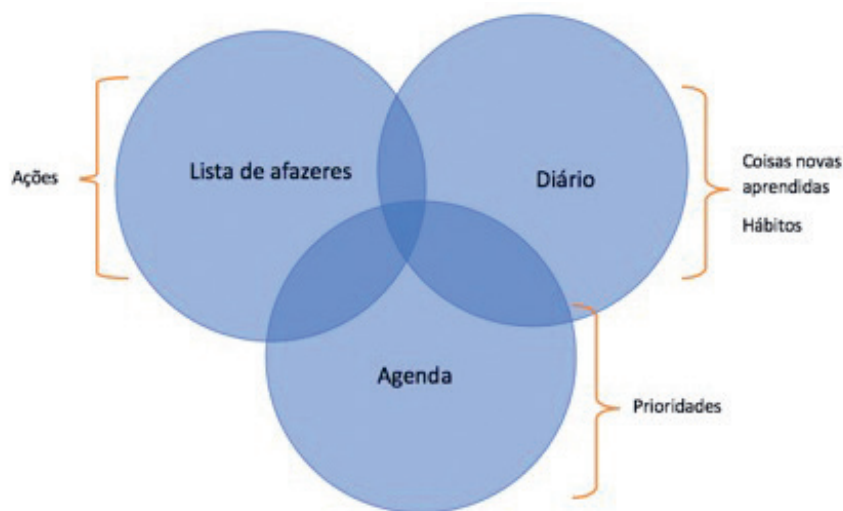 Ações
Lista de afazeres
Diário
Coisas novas
aprendidas
Hábitos
Agenda
Prioridades